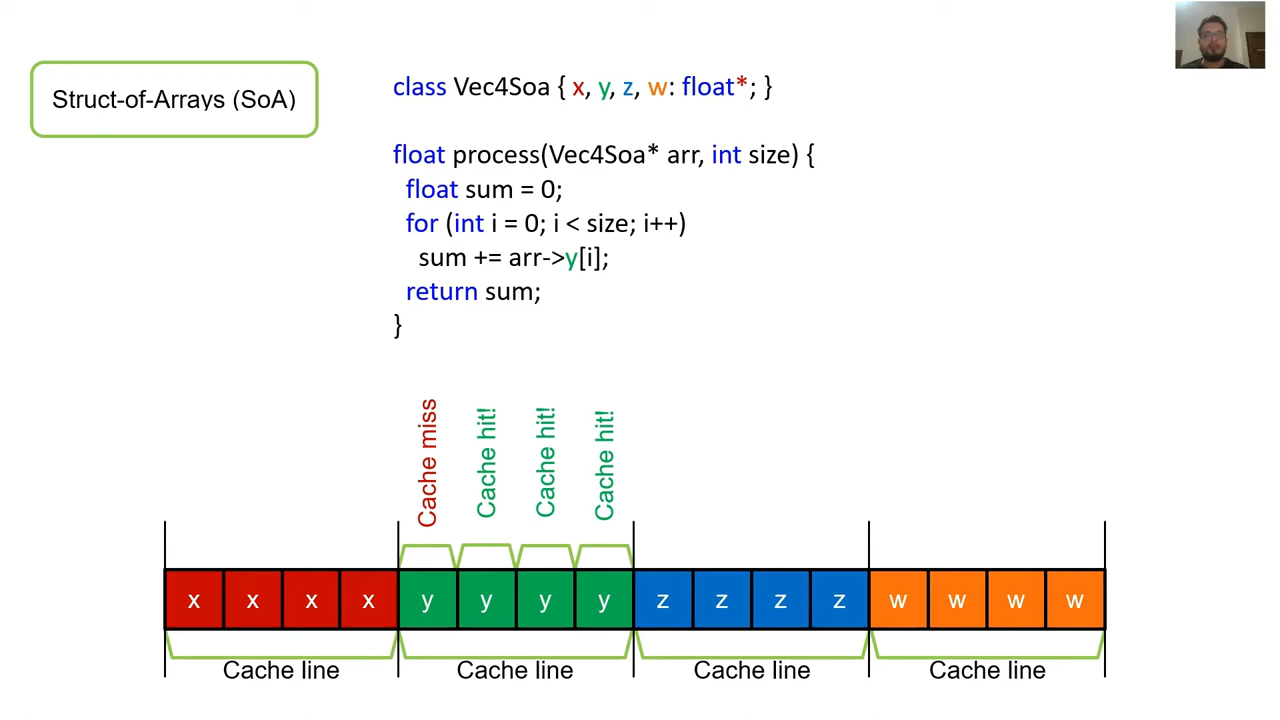 Struct-of-Arrays (SoA)
class Vec4Soa { x, y, z, w: float*; }
float process(Vec4Soa* arr, int size) {
float sum = 0;
for (int i = 0; i < size; i++)
sum += arr->y[i];
return sum;
}
Cache miss
Cache hit!
Cache hit!
Cache hit!
x x x x y y y y z z z z w w w w
Cache line Cache line Cache line Cache line